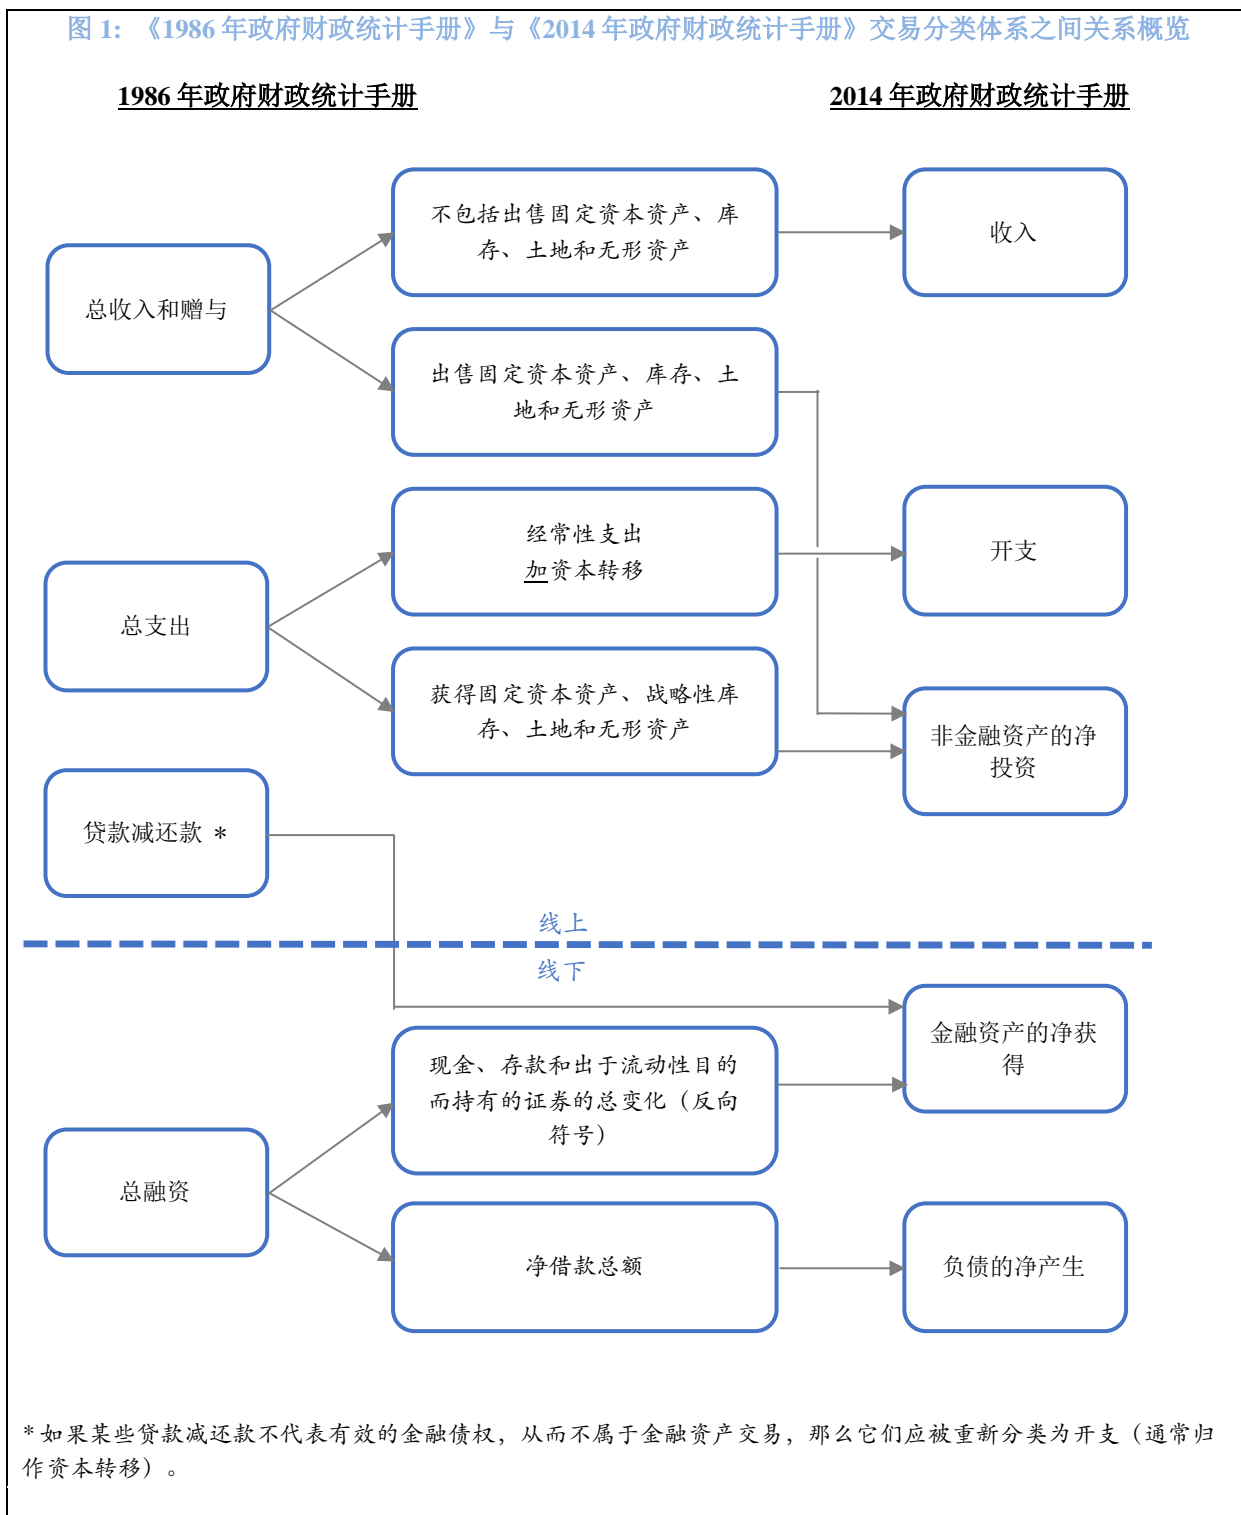 图 1: 《1986 年政府财政统计手册》与《2014 年政府财政统计手册》交易分类体系之间关系概览
1986 年政府财政统计手册
2014 年政府财政统计手册
不包括出售固定资本资产、库
存、土地和无形资产
收入
总收入和赠与
出售固定资本资产、库存、土
地和无形资产
经常性支出
加资本转移
开支
总支出
获得固定资本资产、战略性库
存、土地和无形资产
非金融资产的净
投资
贷款减还款 *
线上
线下
金融资产的净获
得
现金、存款和出于流动性目的
而持有的证券的总变化（反向
符号）
总融资
净借款总额
负债的净产生
* 如果某些贷款减还款不代表有效的金融债权，从而不属于金融资产交易，那么它们应被重新分类为开支（通常归
作资本转移）。